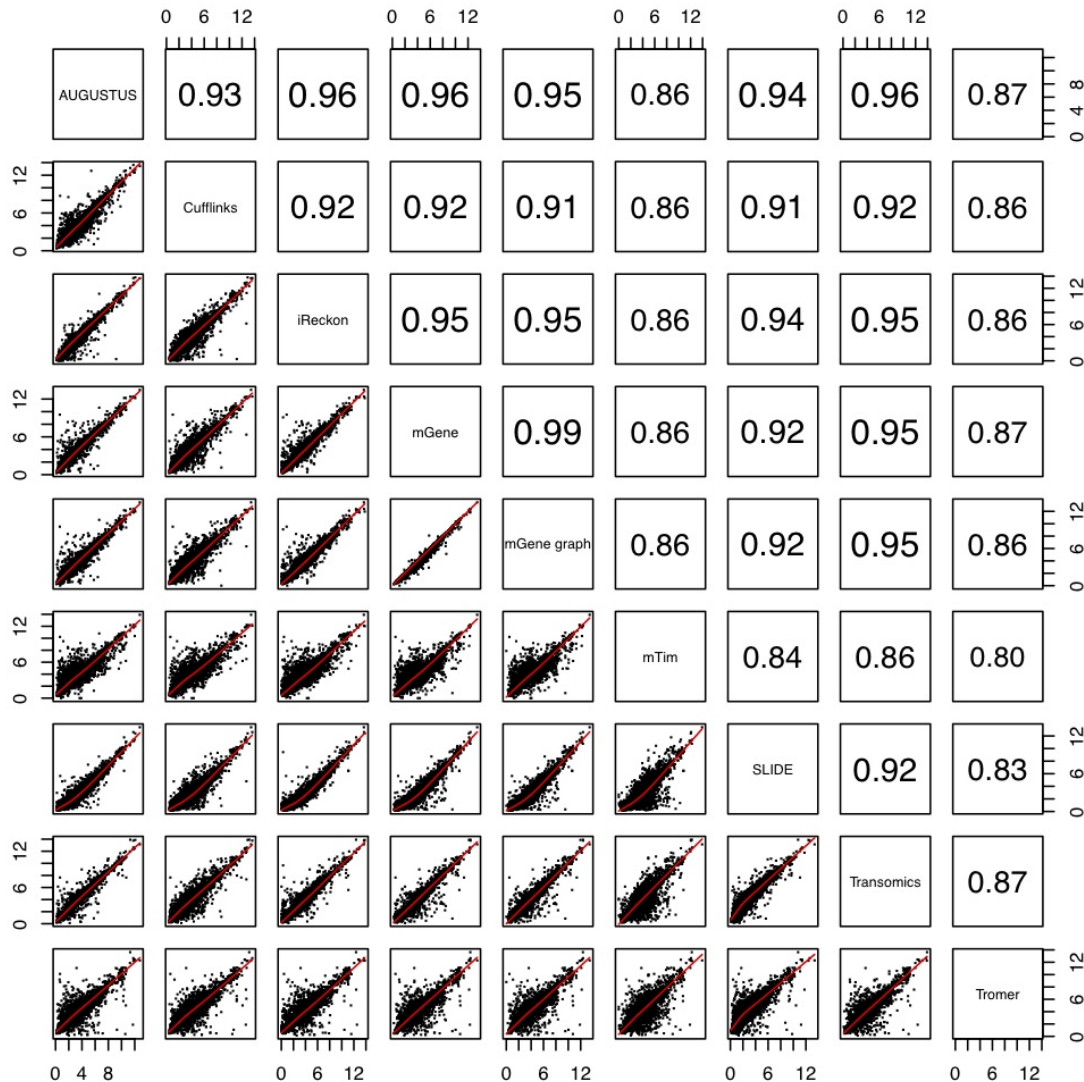 0 6 12 0 6 12 0 6 12 0 6 12
AUGUSTUS 0.93 0.96 0.96 0.95 0.86 0.94 0.96 0.87 0 4 8
0 6 12 Cufflinks 0.92 0.92 0.91 0.86 0.91 0.92 0.86
iReckon 0.95 0.95 0.86 0.94 0.95 0.86 0 6 12
0 6 12 mGene 0.99 0.86 0.92 0.95 0.87
mGene graph 0.86 0.92 0.95 0.86 0 6 12
0 6 12 mTim 0.84 0.86 0.80
SLIDE 0.92 0.83 0 6 12
0 6 12 Transomics 0.87
Tromer 0 6 12
0 4 8 0 6 12 0 6 12 0 6 12 0 6 12